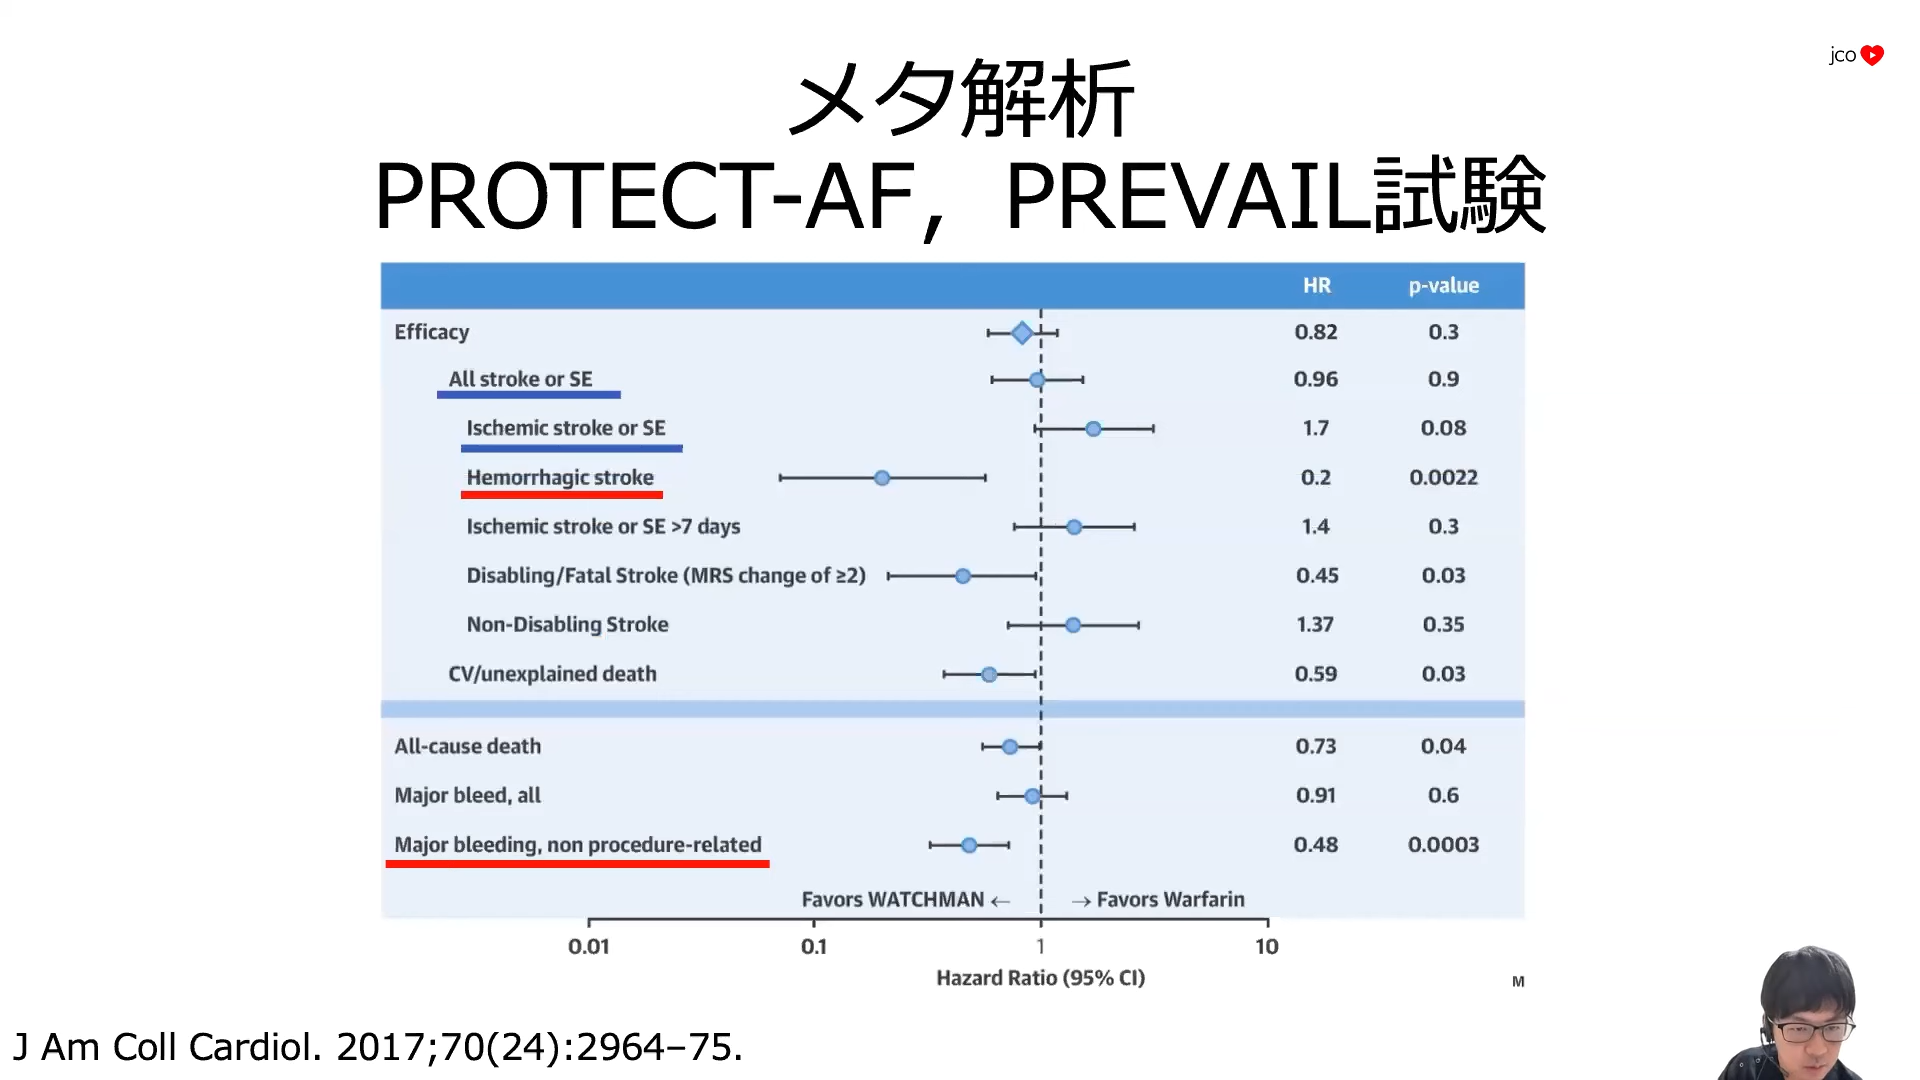 jco
メタ解析
PROTECT-AF，PREVAIL試験
HR p-value
Efficacy 0.82 0.3
All stroke or SE 0.96 0.9
Ischemic stroke or SE 1.7 0.08
Hemorrhagic stroke 0.2 0.0022
Ischemic stroke or SE >7 days 1.4 0.3
Disabling/Fatal Stroke (MRS change of ≥2) 0.45 0.03
Non-Disabling Stroke 1.37 0.35
CV/unexplained death 0.59 0.03
All-cause death 0.73 0.04
Major bleed, all 0.91 0.6
Major bleeding, non procedure-related 0.48 0.0003
Favors WATCHMAN ← → Favors Warfarin
0.01 0.1 1 10
Hazard Ratio (95% CI)
M
J Am Coll Cardiol. 2017;70(24):2964–75.